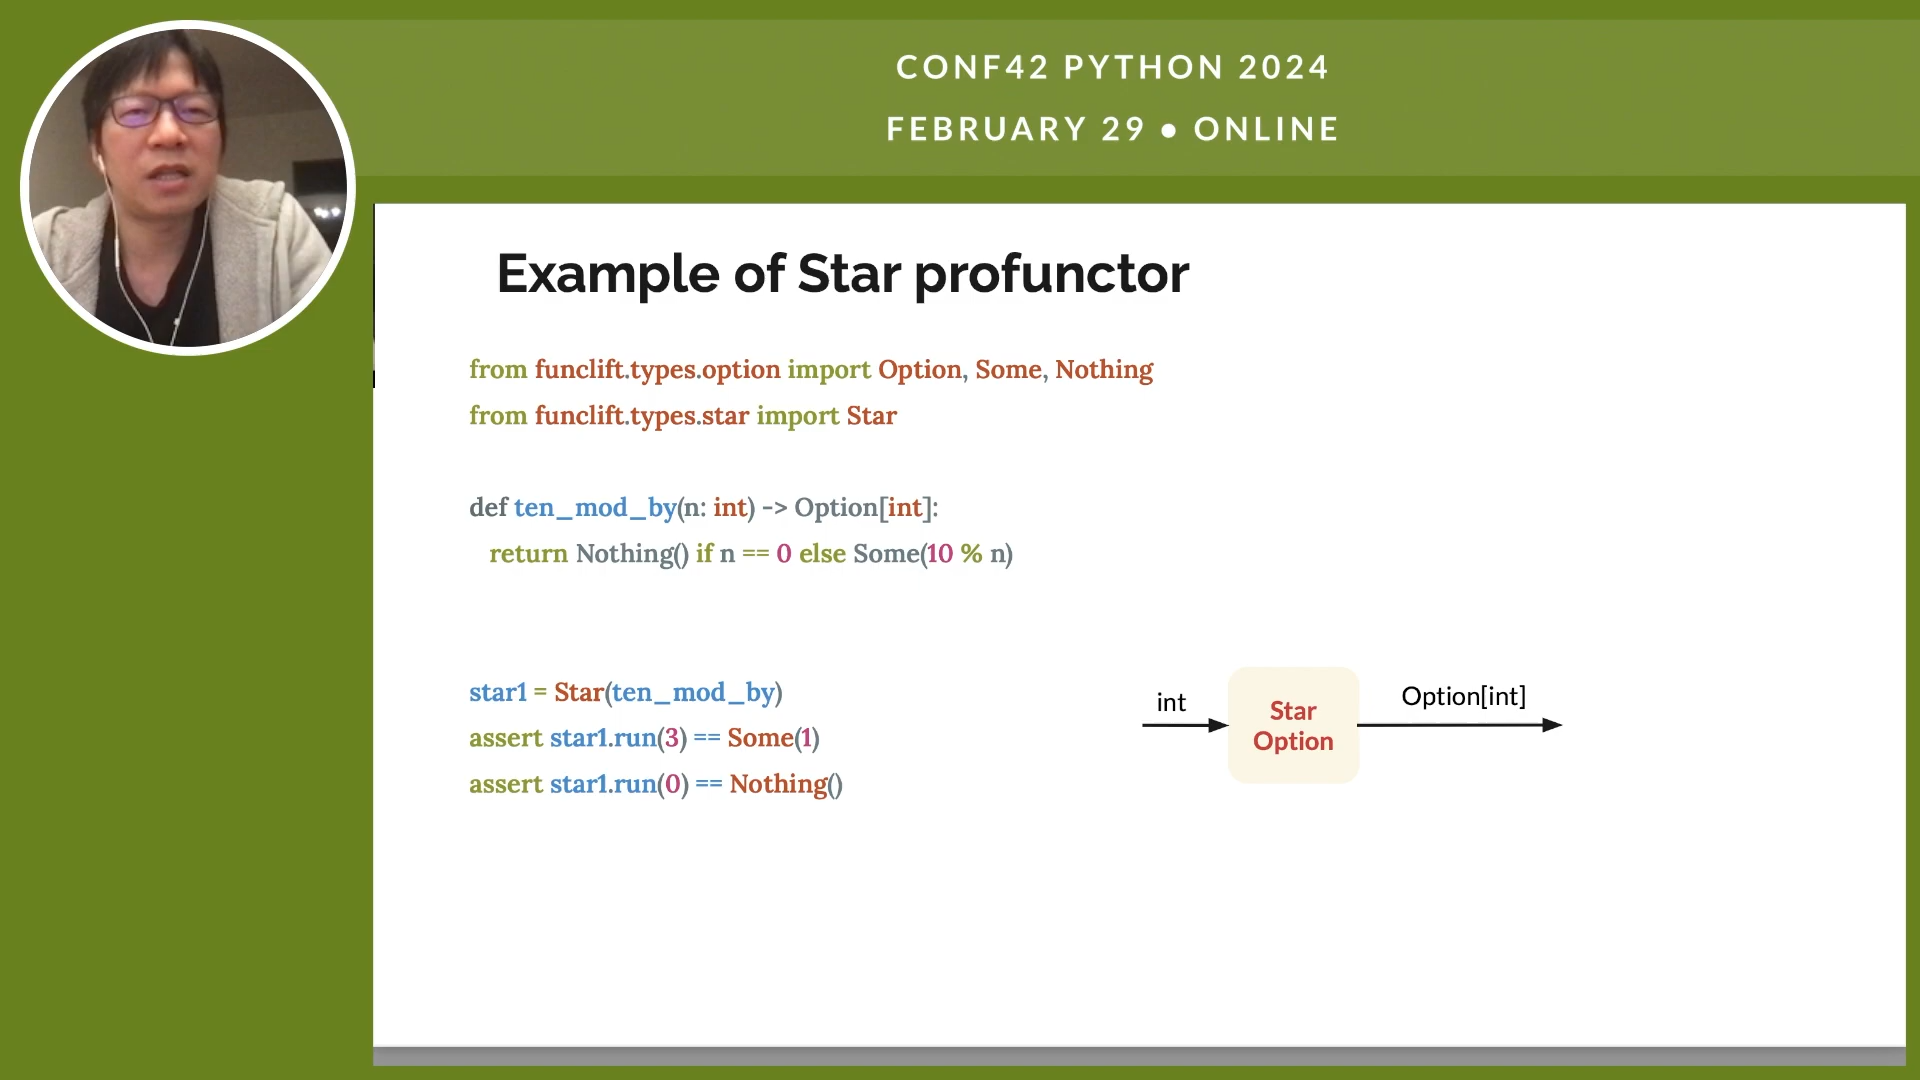 CONF42 PYTHON 2024
FEBRUARY 29 • ONLINE
Example of Star profunctor
from funclift.types.option import Option, Some, Nothing
from funclift.types.star import Star
def ten_mod_by(n: int) -> Option[int]:
return Nothing() if n == 0 else Some(10 % n)
star1 = Star(ten_mod_by)
assert star1.run(3) == Some(1)
assert star1.run(0) == Nothing()
int
Star
Option
Option[int]